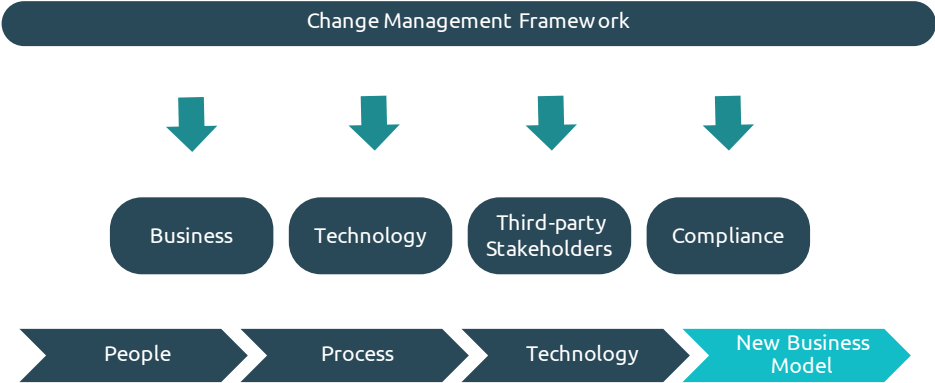 Change Management Framework
Business
Technology
Third-party
Stakeholders
Compliance
People
Process
Technology
New Business
Model